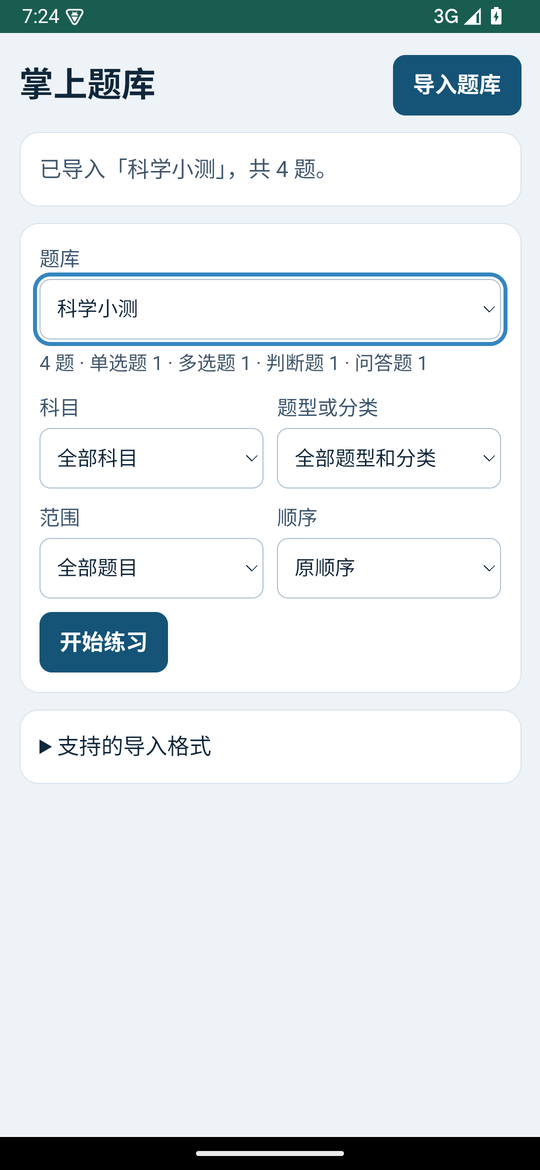 7:24
3G
掌上题库
导入题库
已导入「科学小测」，共 4 题。
题库
科学小测
4 题 · 单选题 1 · 多选题 1 · 判断题 1 · 问答题 1
科目
题型或分类
全部科目
全部题型和分类
范围
顺序
全部题目
原顺序
开始练习
▶ 支持的导入格式